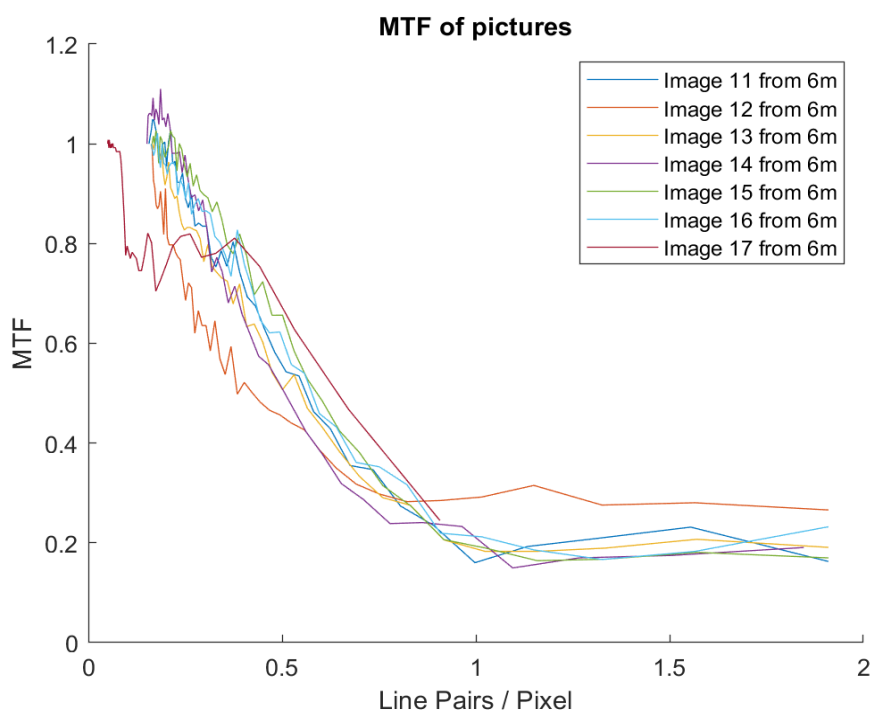 MTF of pictures
1.2
1
0.8
0.6
0.4
0.2
0
MTF
Image 11 from 6m
Image 12 from 6m
Image 13 from 6m
Image 14 from 6m
Image 15 from 6m
Image 16 from 6m
Image 17 from 6m
0 0.5 1 1.5 2
Line Pairs / Pixel